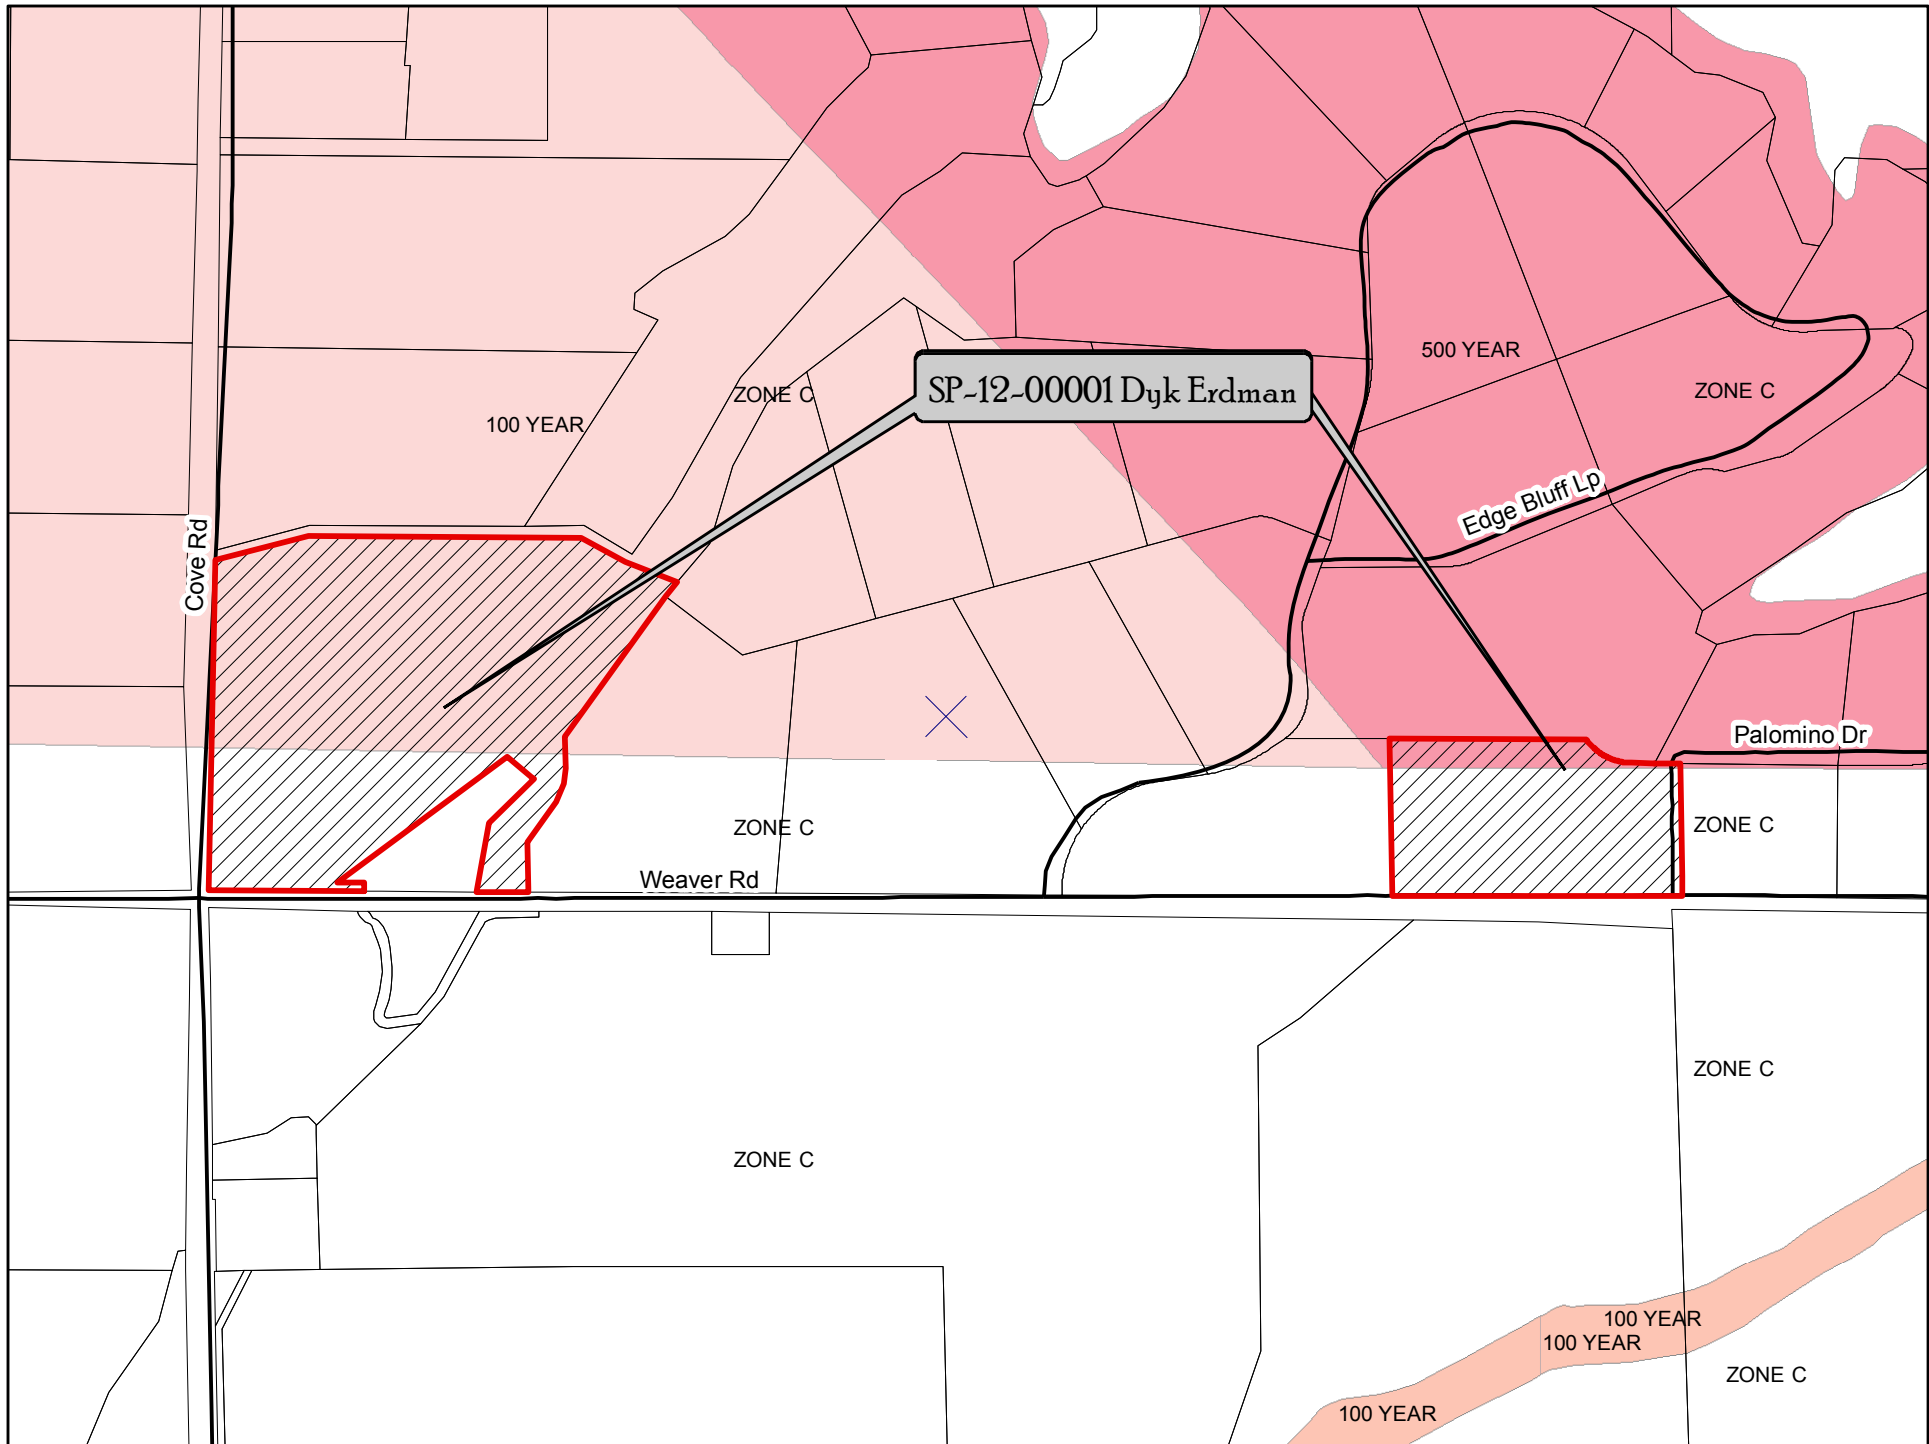 500 YEAR
SP-12-00001 Dyk Erdman
ZONE C
ZONE C
100 YEAR
Edge Bluff Lp
Cove Rd
Palomino Dr
ZONE C
ZONE C
Weaver Rd
ZONE C
ZONE C
100 YEAR
100 YEAR
ZONE C
100 YEAR